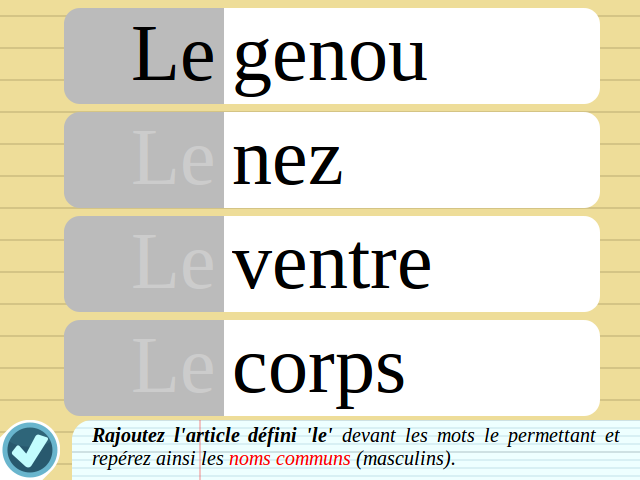 Le genou
Le nez
Le ventre
Le corps
Rajoutez l'article défini 'le' devant les mots le permettant et
repérez ainsi les noms communs (masculins).